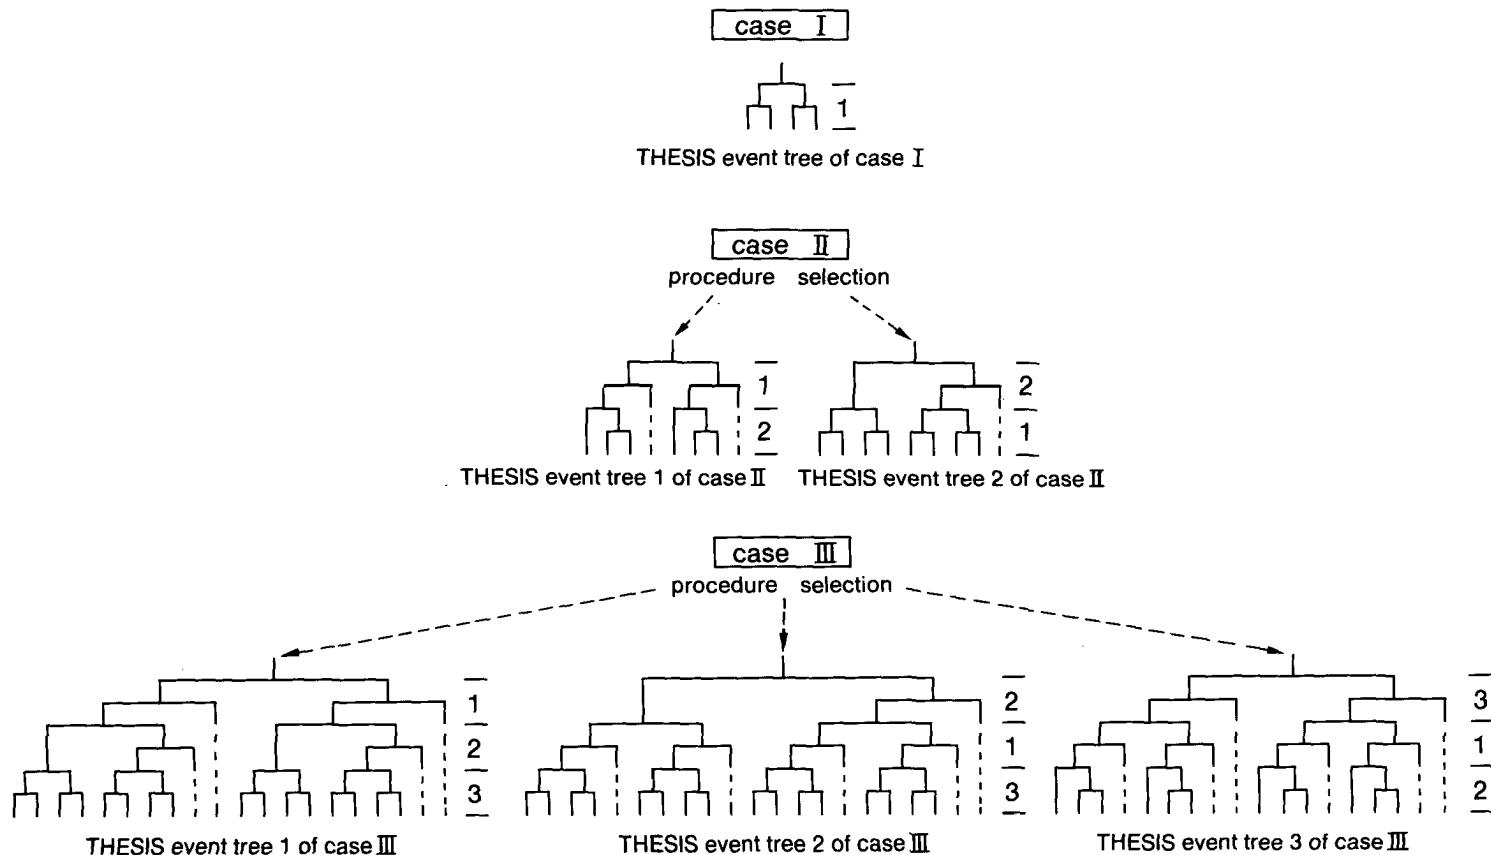 case I
1
THESIS event tree of case I
case II
procedure selection
1
2
2
1
THESIS event tree 1 of case II
THESIS event tree 2 of case II
case III
procedure selection
1
2
3
2
1
3
3
1
2
THESIS event tree 1 of case III
THESIS event tree 2 of case III
THESIS event tree 3 of case III